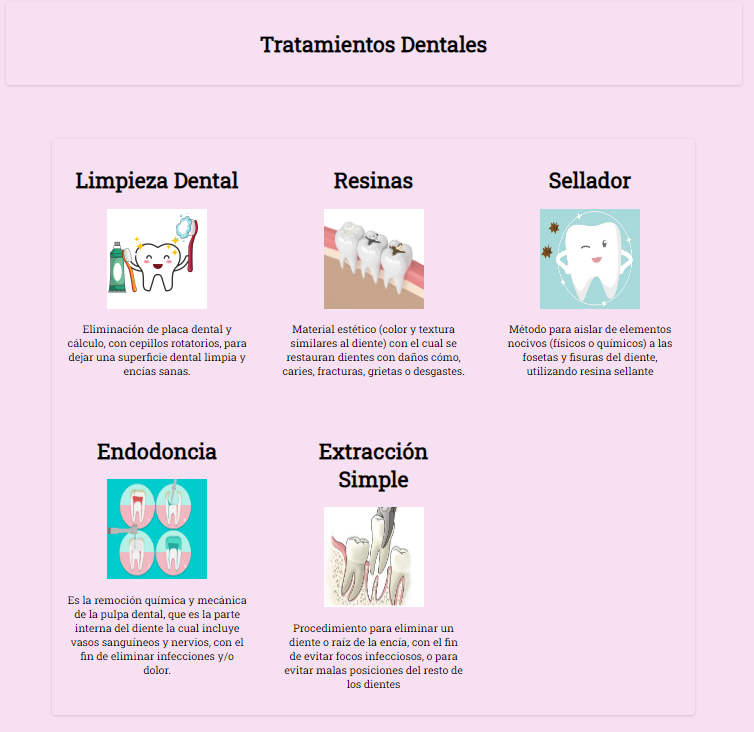 Tratamientos Dentales
Limpieza Dental
Eliminación de placa dental y
cálculo, con cepillos rotatorios, para
dejar una superficie dental limpia y
encías sanas.
Resinas
Material estético (color y textura
similares al diente) con el cual se
restauran dientes con daños cómo,
caries, fracturas, grietas o desgastes.
Sellador
Método para aislar de elementos
nocivos (físicos o químicos) a las
fosetas y fisuras del diente,
utilizando resina sellante
Endodoncia
Es la remoción química y mecánica
de la pulpa dental, que es la parte
interna del diente la cual incluye
vasos sanguíneos y nervios, con el
fin de eliminar infecciones y/o
dolor.
Extracción
Simple
Procedimiento para eliminar un
diente o raíz de la encía, con el fin
de evitar focos infecciosos, o para
evitar malas posiciones del resto de
los dientes